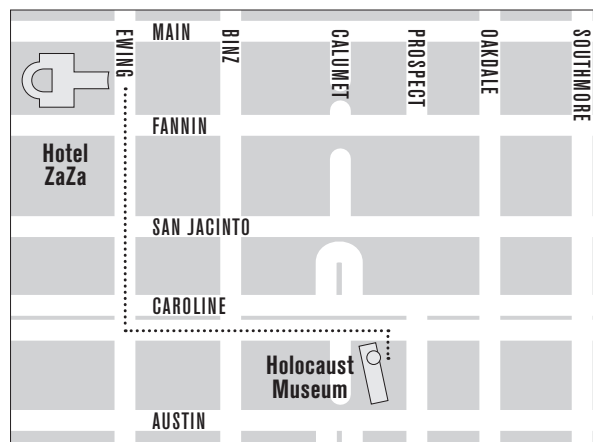 MAIN
EWING
BINZ
CALUMET
PROSPECT
OAKDALE
SOUTHMORE
FANNIN
Hotel
ZaZa
SAN JACINTO
CAROLINE
Holocaust
Museum
AUSTIN